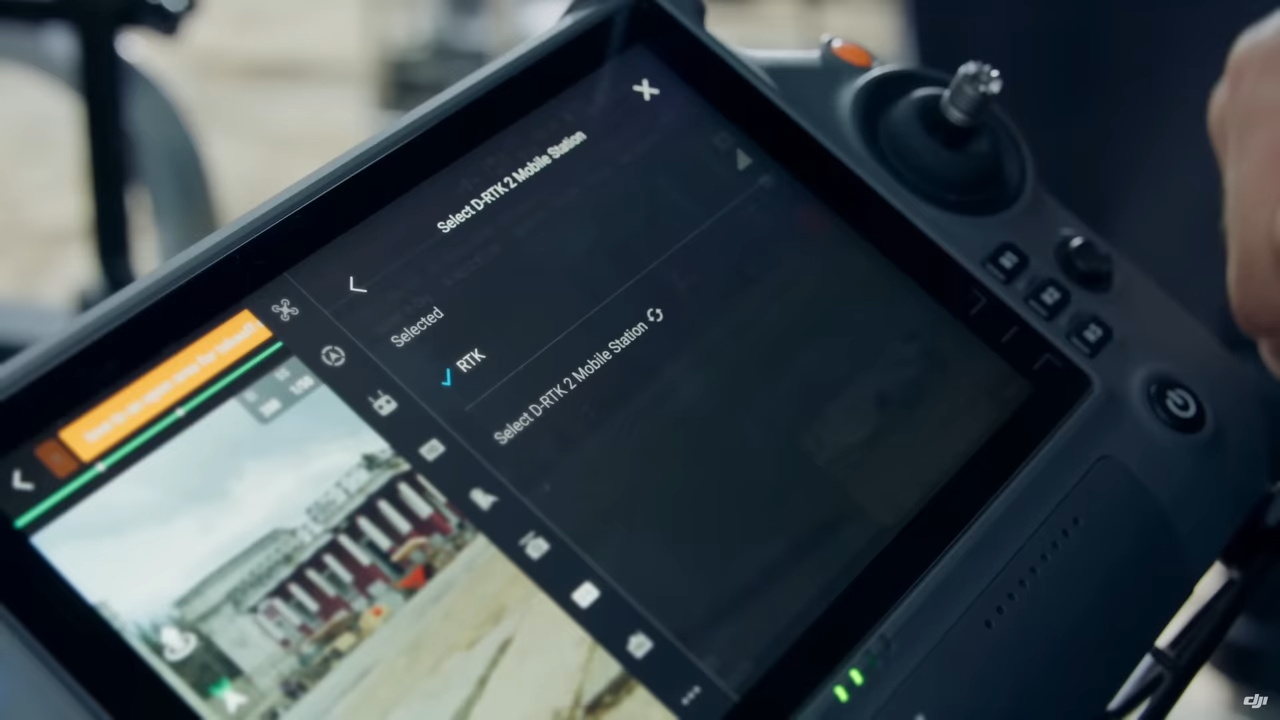 Select D-RTK 2 Mobile Station
Selected
RTK
Select D-RTK 2 Mobile Station
dji